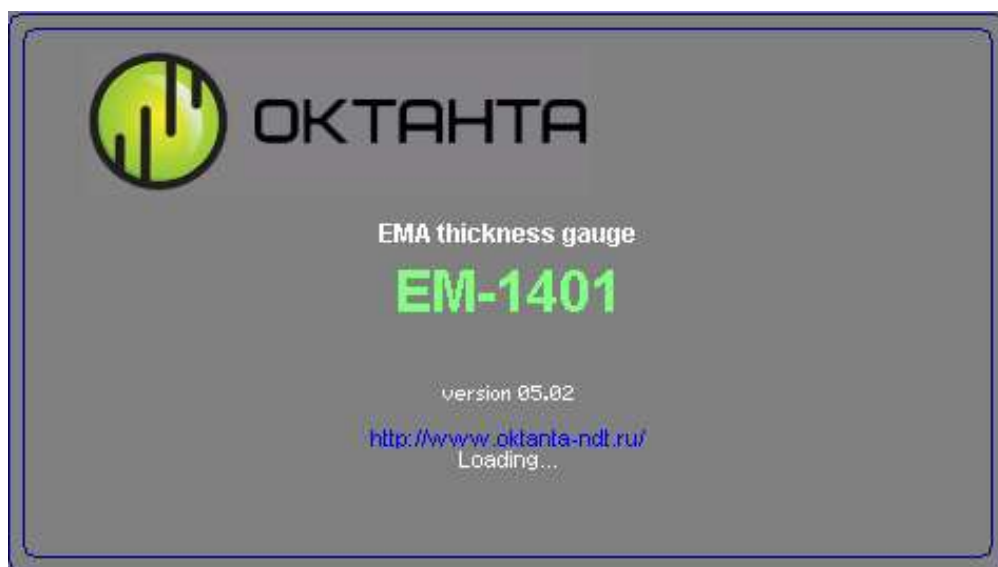 ОКТАНТА
EMA thickness gauge
EM-1401
version 05.02
http://www.oktanta-ndt.ru/
Loading...